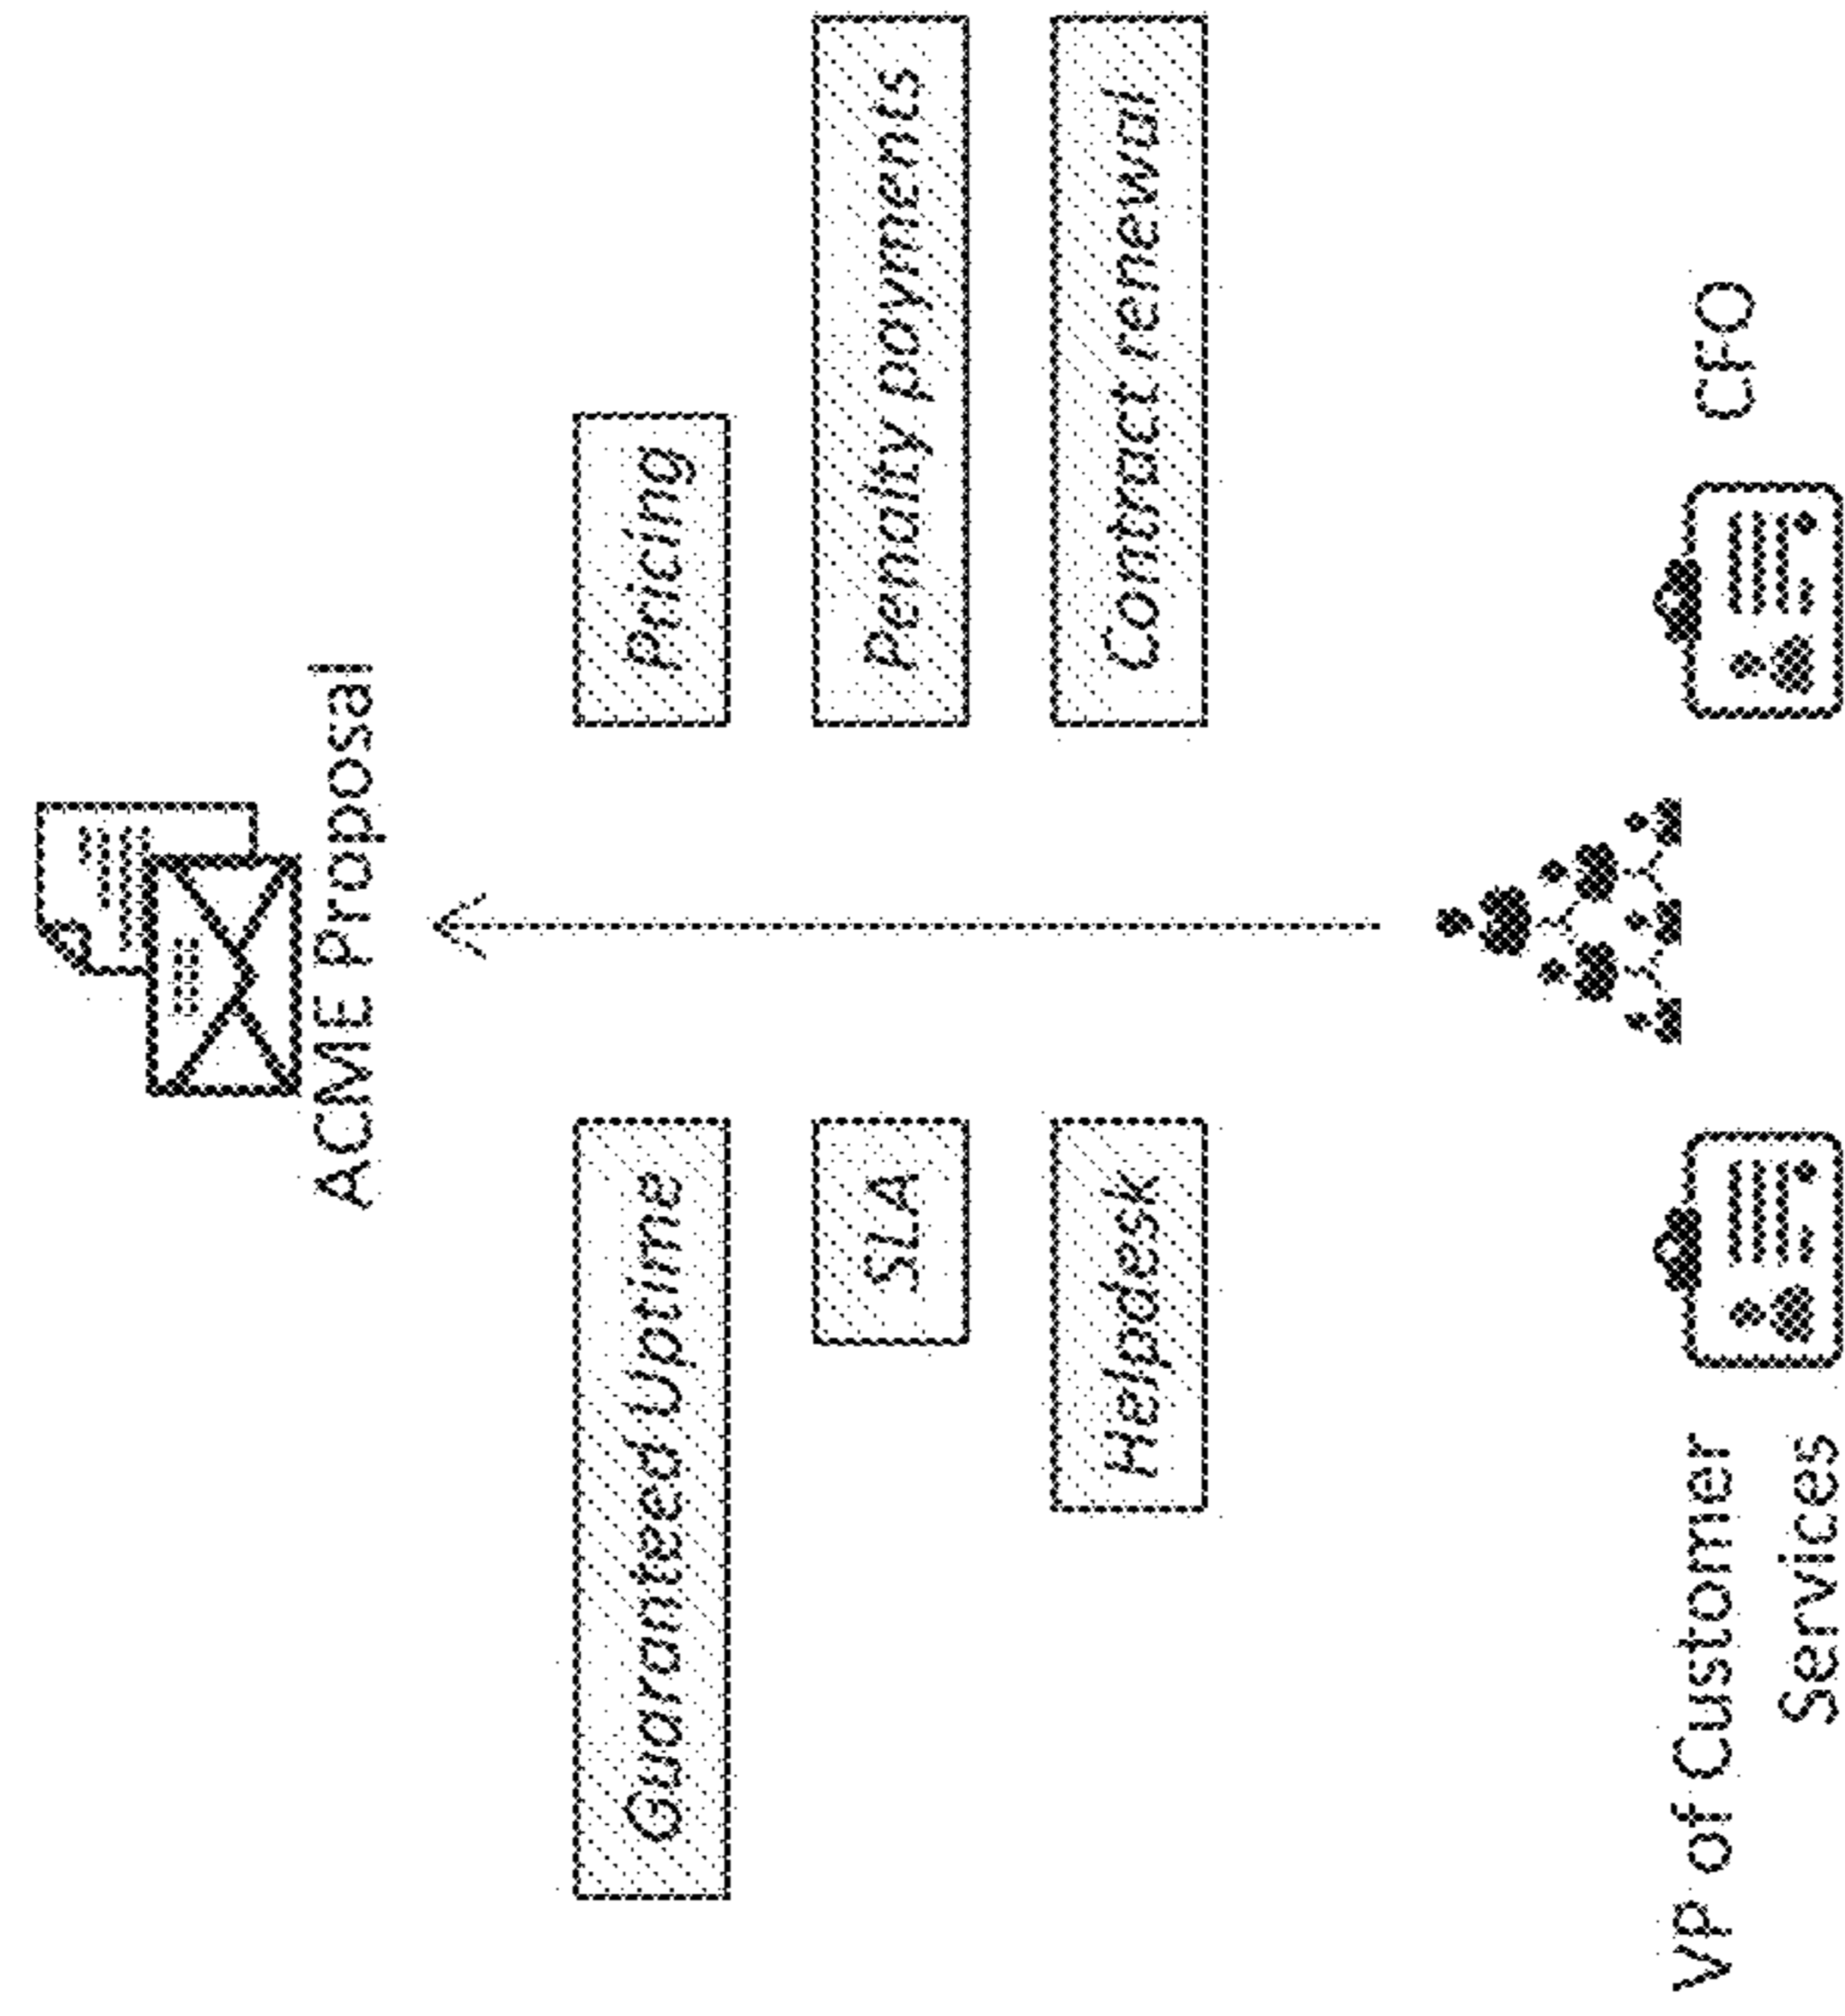 ACME Proposal
Guaranteed Uptime
Pricing
SLA
Penalty payments
Helpdesk
Contract renewal
VP of Customer
Services
CFO